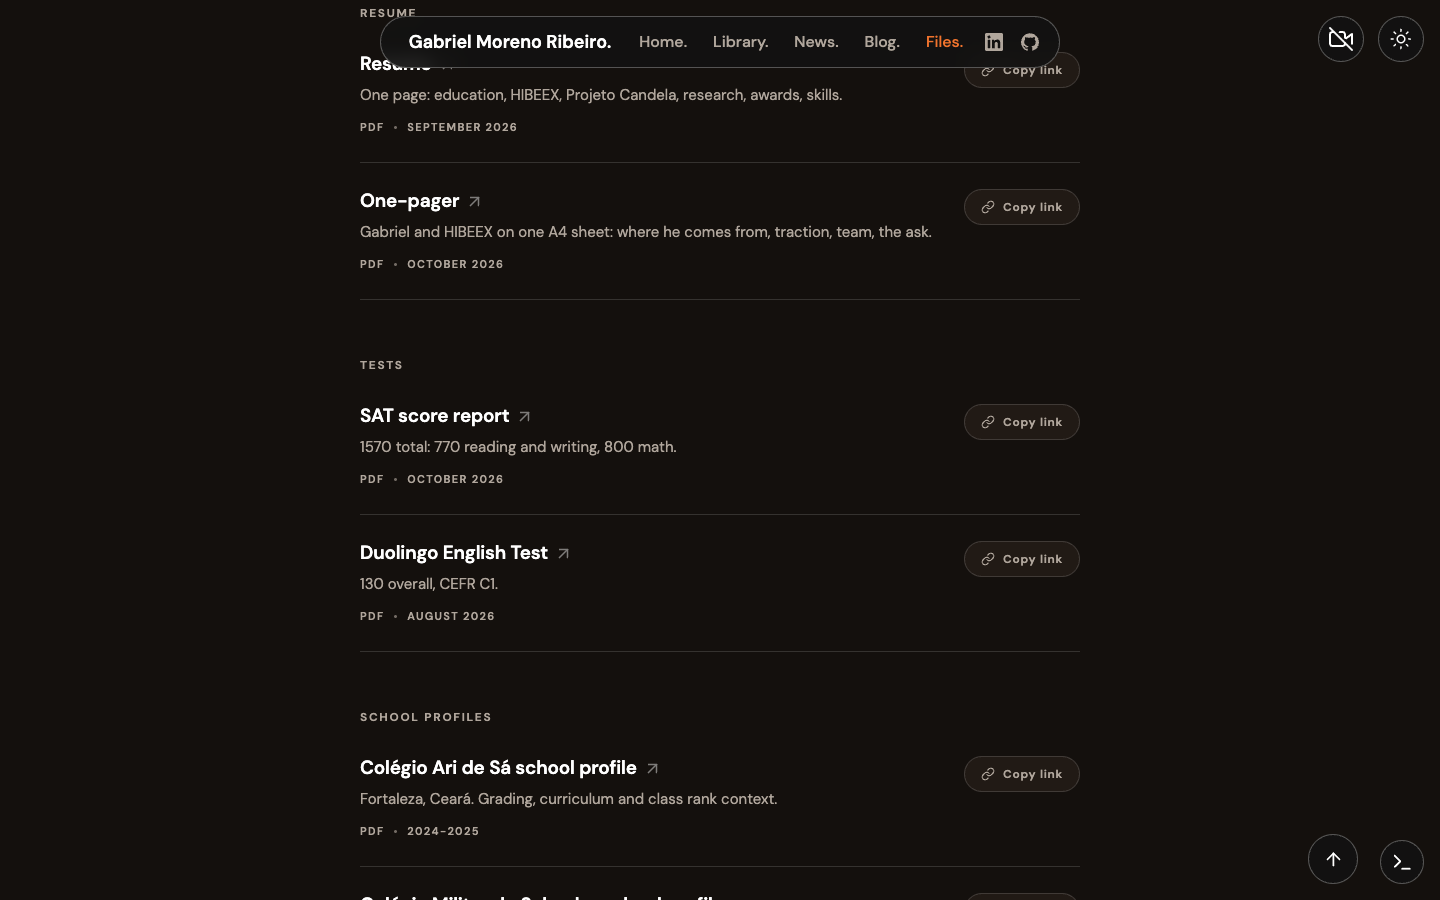 RESUME
Gabriel Moreno Ribeiro. Home. Library. News. Blog. Files.
Resume
Copy link
One page: education, HIBEEX, Projeto Candela, research, awards, skills.
PDF • SEPTEMBER 2026
One-pager
Copy link
Gabriel and HIBEEX on one A4 sheet: where he comes from, traction, team, the ask.
PDF • OCTOBER 2026
TESTS
SAT score report
Copy link
1570 total: 770 reading and writing, 800 math.
PDF • OCTOBER 2026
Duolingo English Test
Copy link
130 overall, CEFR C1.
PDF • AUGUST 2026
SCHOOL PROFILES
Colégio Ari de Sá school profile
Copy link
Fortaleza, Ceará. Grading, curriculum and class rank context.
PDF • 2024-2025